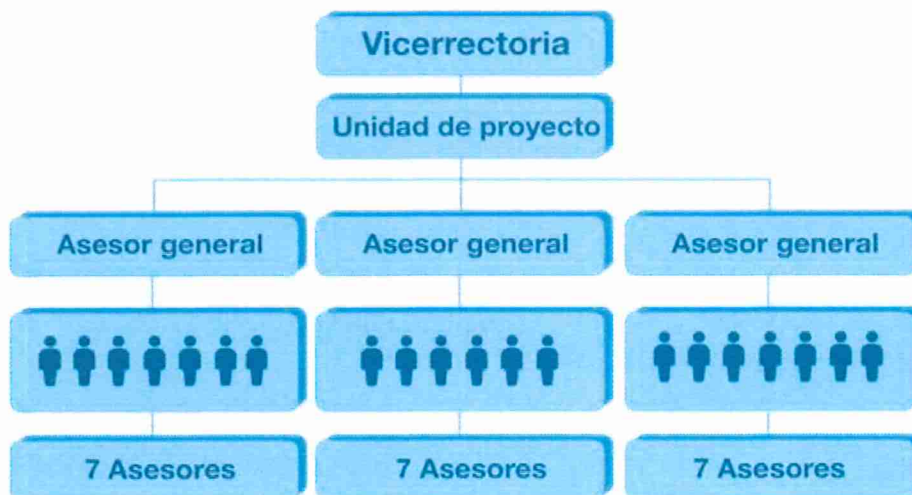 Vicerrectoria
Unidad de proyecto
Asesor general
Asesor general
Asesor general
7 Asesores
7 Asesores
7 Asesores